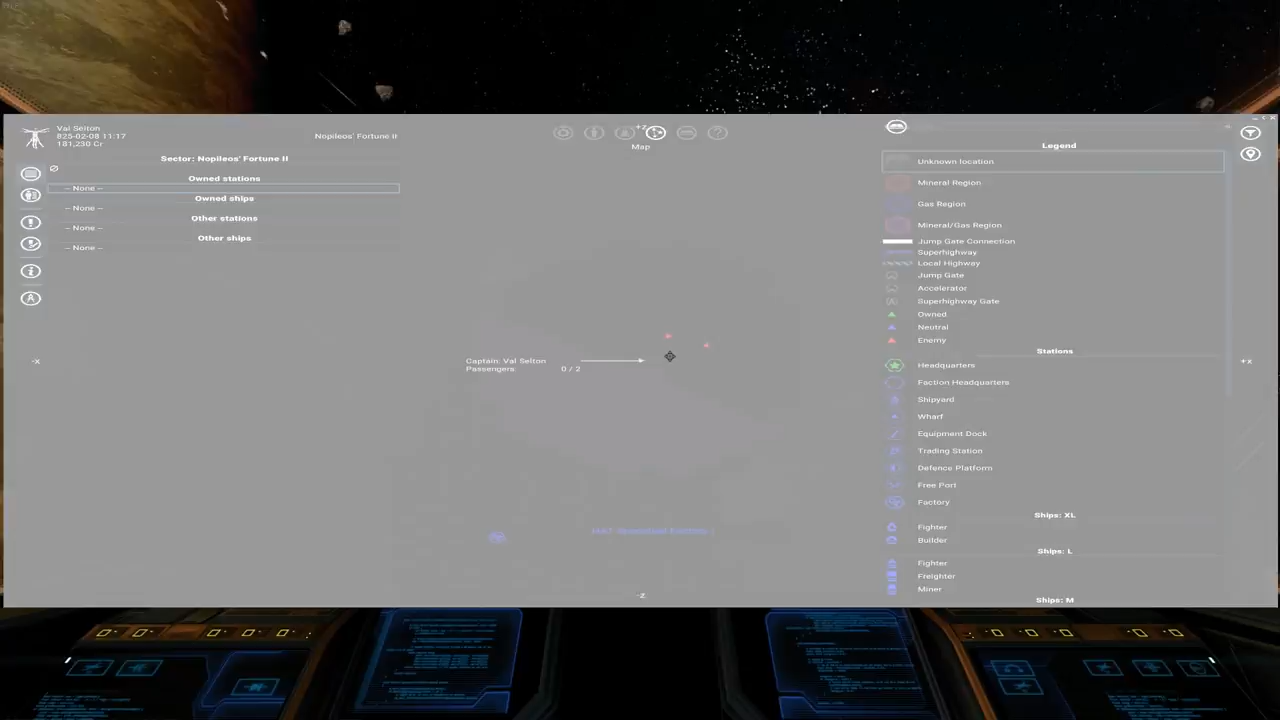 Val Selton
825-02-08 11:17
181,230 Cr
Nopileos' Fortune II
Map
+Z
-X
+X
-Z
Sector: Nopileos' Fortune II
Owned stations
-- None --
Owned ships
-- None --
Other stations
-- None --
Other ships
-- None --
Captain: Val Selton
Passengers: 0 / 2
Legend
Unknown location
Mineral Region
Gas Region
Mineral/Gas Region
Jump Gate Connection
Superhighway
Local Highway
Jump Gate
Accelerator
Superhighway Gate
Owned
Neutral
Enemy
Stations
Headquarters
Faction Headquarters
Shipyard
Wharf
Equipment Dock
Trading Station
Defence Platform
Free Port
Factory
Ships: XL
Fighter
Builder
Ships: L
Fighter
Freighter
Miner
Ships: M